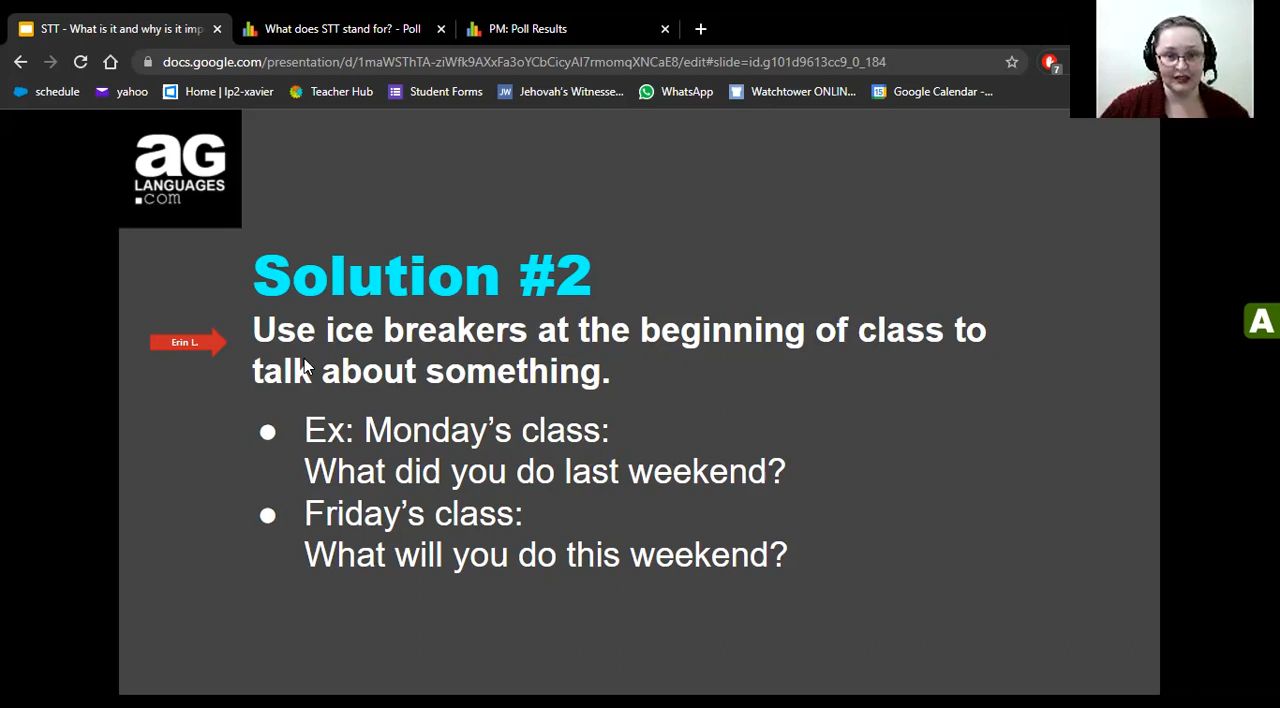 STT - What is it and why is it imp
What does STT stand for? - Poll
PM: Poll Results
docs.google.com/presentation/d/1maWSThTA-ziWfk9AXxFa3oYCbCicyAl7rmomqXNCaE8/edit#slide=id.g101d9613cc9_0_184
7
schedule
yahoo
Home | lp2-xavier
Teacher Hub
Student Forms
JW Jehovah's Witnesse...
WhatsApp
Watchtower ONLIN...
Google Calendar -...
aG
LANGUAGES
.com
Solution #2
Erin L.
Use ice breakers at the beginning of class to
talk about something.
● Ex: Monday's class:
What did you do last weekend?
● Friday's class:
What will you do this weekend?
A